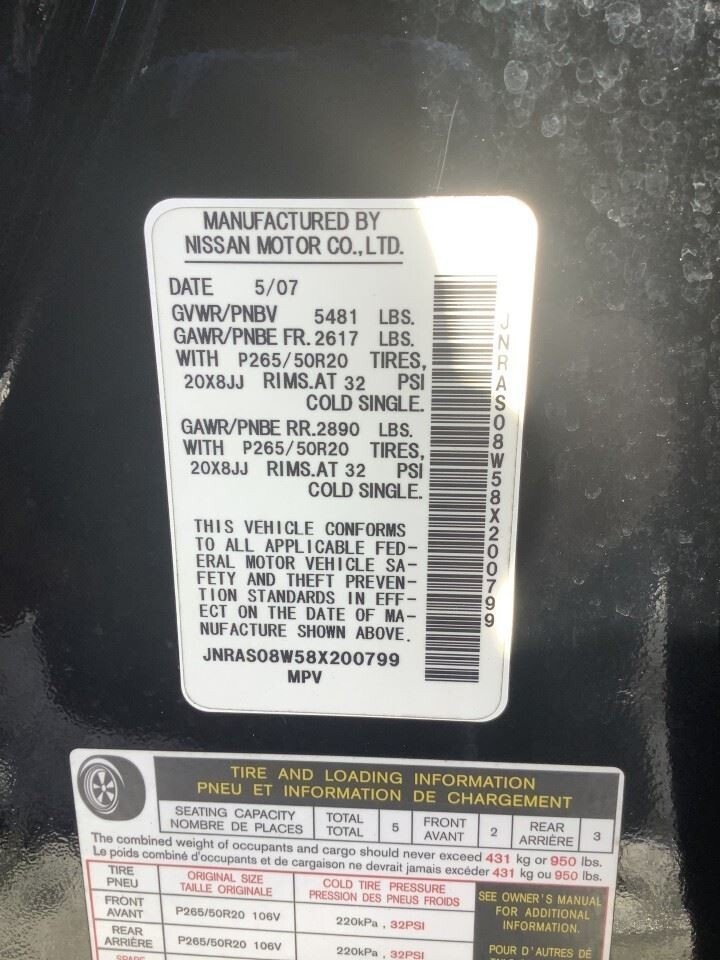 MANUFACTURED BY
NISSAN MOTOR CO.,LTD.
DATE 5/07
GVWR/PNBV 5481 LBS.
GAWR/PNBE FR. 2617 LBS.
WITH P265/50R20 TIRES,
20X8JJ RIMS.AT 32 PSI
COLD SINGLE.
GAWR/PNBE RR. 2890 LBS.
WITH P265/50R20 TIRES,
20X8JJ RIMS.AT 32 PSI
COLD SINGLE.
THIS VEHICLE CONFORMS
TO ALL APPLICABLE FED-
ERAL MOTOR VEHICLE SA-
FETY AND THEFT PREVEN-
TION STANDARDS IN EFF-
ECT ON THE DATE OF MA-
NUFACTURE SHOWN ABOVE.
JNRAS08W58X200799
MPV
JNRAS08W58X200799
TIRE AND LOADING INFORMATION
PNEU ET INFORMATION DE CHARGEMENT
SEATING CAPACITY TOTAL 5 FRONT 2 REAR 3
NOMBRE DE PLACES TOTAL AVANT ARRIÈRE
The combined weight of occupants and cargo should never exceed 431 kg or 950 lbs.
Le poids combiné d'occupants et de cargaison ne devrait jamais excéder 431 kg ou 950 lbs.
TIRE ORIGINAL SIZE COLD TIRE PRESSURE
PNEU TAILLE ORIGINALE PRESSION DES PNEUS FROIDS
FRONT
AVANT P265/50R20 106V 220kPa , 32PSI
REAR
ARRIÈRE P265/50R20 106V 220kPa , 32PSI
SPARE
SEE OWNER'S MANUAL
FOR ADDITIONAL
INFORMATION.
POUR D'AUTRES DÉ